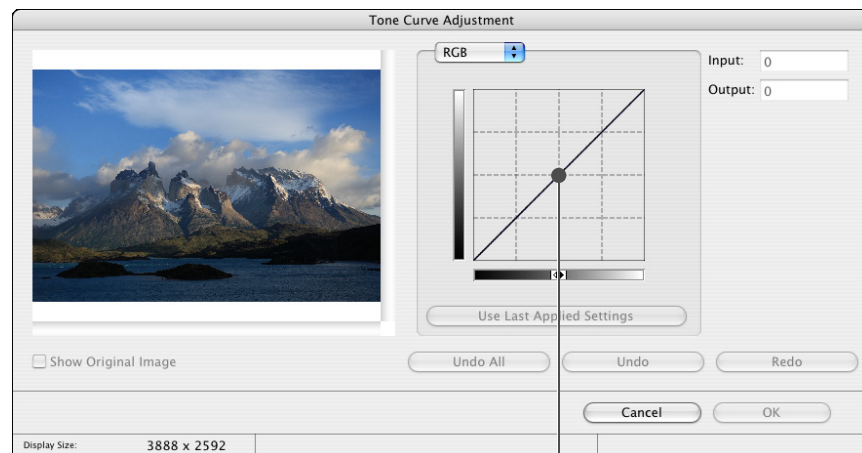 Tone Curve Adjustment
RGB
Input: 0
Output: 0
Use Last Applied Settings
Show Original Image
Undo All
Undo
Redo
Cancel
OK
Display Size: 3888 x 2592